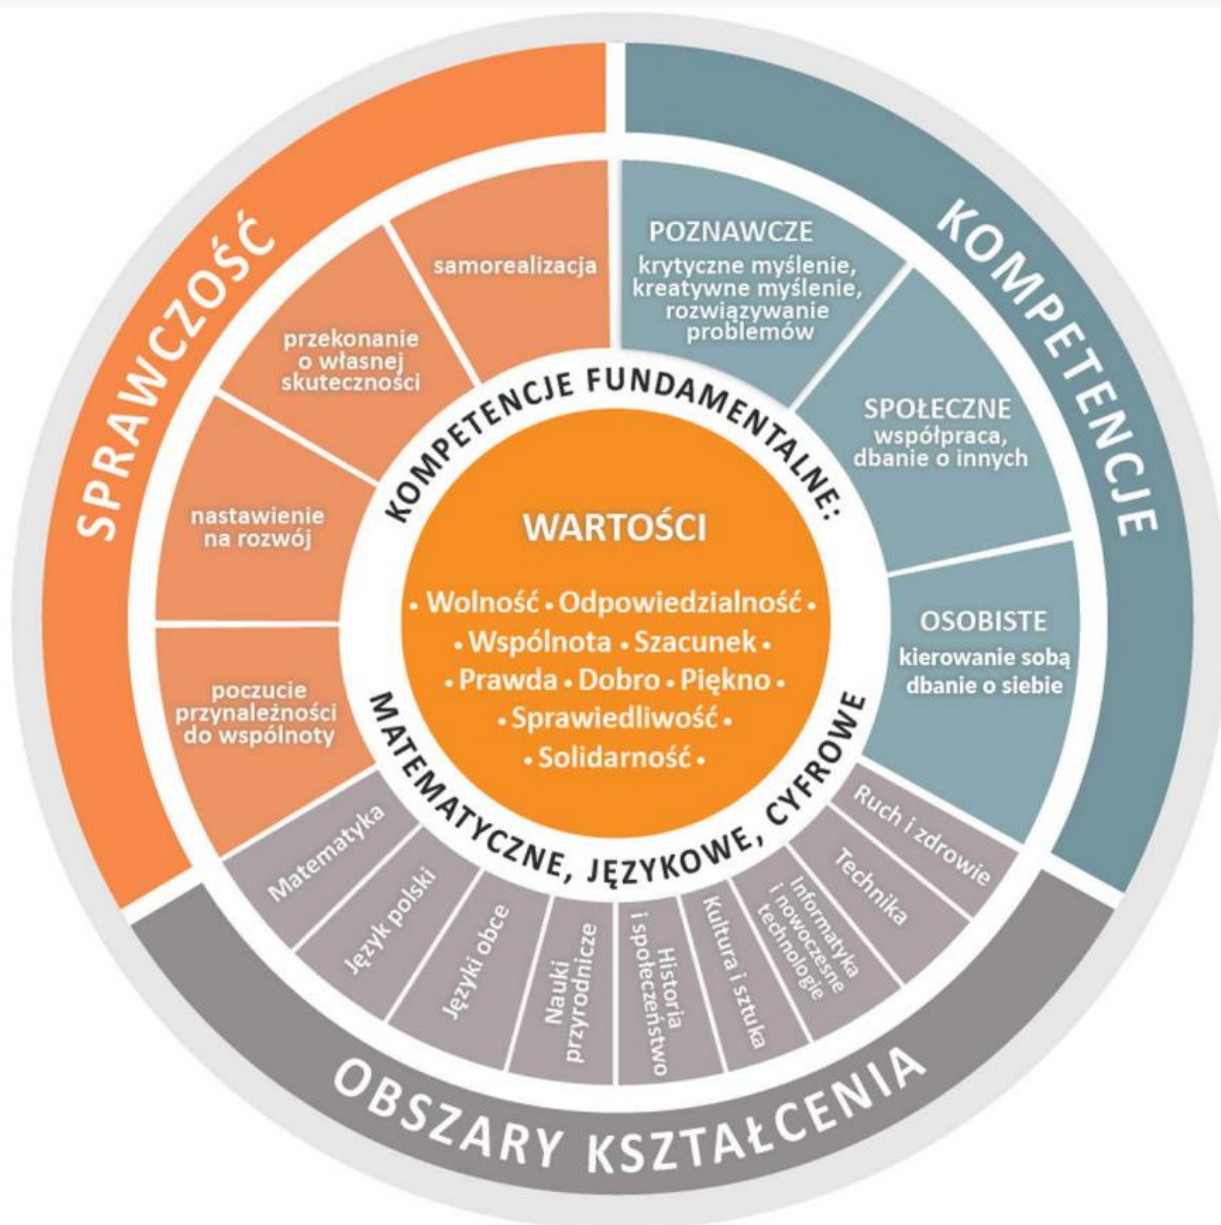 SPRAWCZOŚĆ
samorealizacja
przekonanie
o własnej
skuteczności
nastawienie
na rozwój
poczucie
przynależności
do wspólnoty
KOMPETENCJE
POZNAWCZE
krytyczne myślenie,
kreatywne myślenie,
rozwiązywanie
problemów
SPOŁECZNE
współpraca,
dbanie o innych
OSOBISTE
kierowanie sobą
dbanie o siebie
KOMPETENCJE FUNDAMENTALNE:
MATEMATYCZNE, JĘZYKOWE, CYFROWE
WARTOŚCI
• Wolność • Odpowiedzialność •
• Wspólnota • Szacunek •
• Prawda • Dobro • Piękno •
• Sprawiedliwość •
• Solidarność •
Matematyka
Język polski
Języki obce
Nauki
przyrodnicze
Historia
i społeczeństwo
Kultura i sztuka
Informatyka
i nowoczesne
technologie
Technika
Ruch i zdrowie
OBSZARY KSZTAŁCENIA